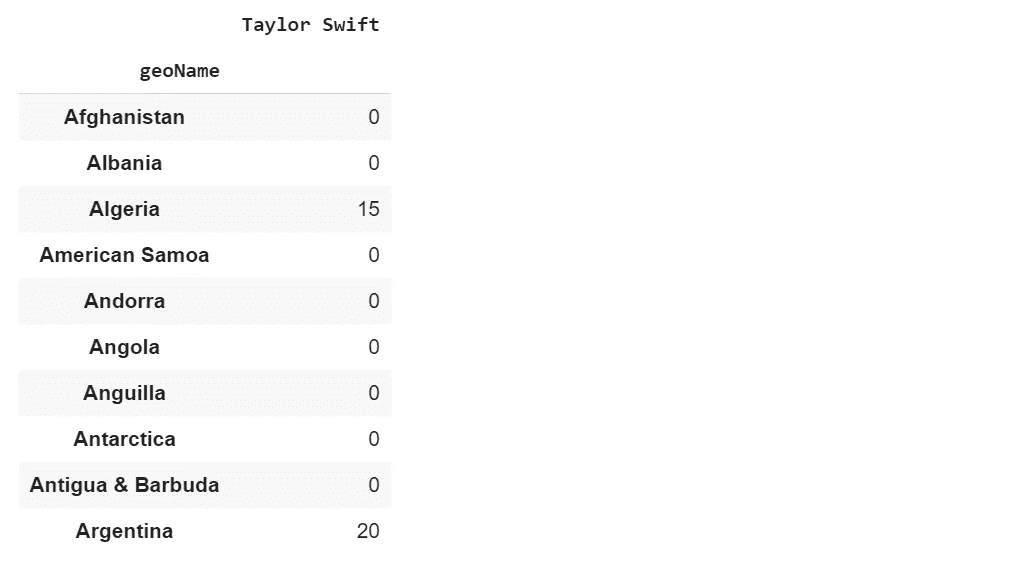 Taylor Swift
geoName
Afghanistan 0
Albania 0
Algeria 15
American Samoa 0
Andorra 0
Angola 0
Anguilla 0
Antarctica 0
Antigua & Barbuda 0
Argentina 20